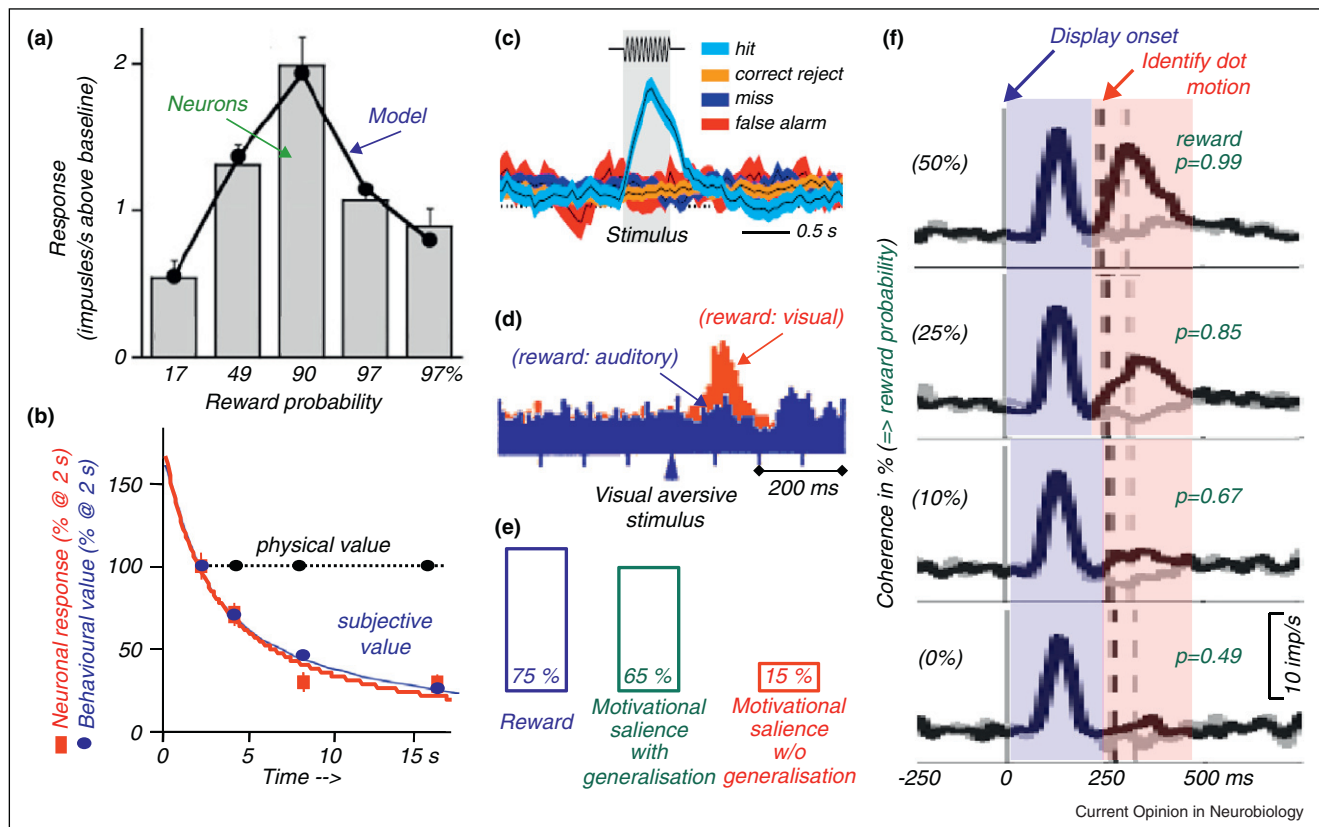 (a)
2
1
0
Response
(impusles/s above baseline)
Neurons
Model
17 49 90 97 97%
Reward probability
(b)
Neuronal response (% @ 2 s)
Behavioural value (% @ 2 s)
150
100
50
0
physical value
subjective
value
0 5 10 15 s
Time -->
(c)
hit
correct reject
miss
false alarm
Stimulus
0.5 s
(d)
(reward: visual)
(reward: auditory)
Visual aversive
stimulus
200 ms
(e)
75 %
65 %
15 %
Reward
Motivational
salience
with
generalisation
Motivational
salience
w/o
generalisation
(f)
Display onset
Identify dot
motion
Coherence in % (=> reward probability)
(50%)
reward
p=0.99
(25%)
p=0.85
(10%)
p=0.67
(0%)
p=0.49
10 imp/s
-250 0 250 500 ms
Current Opinion in Neurobiology